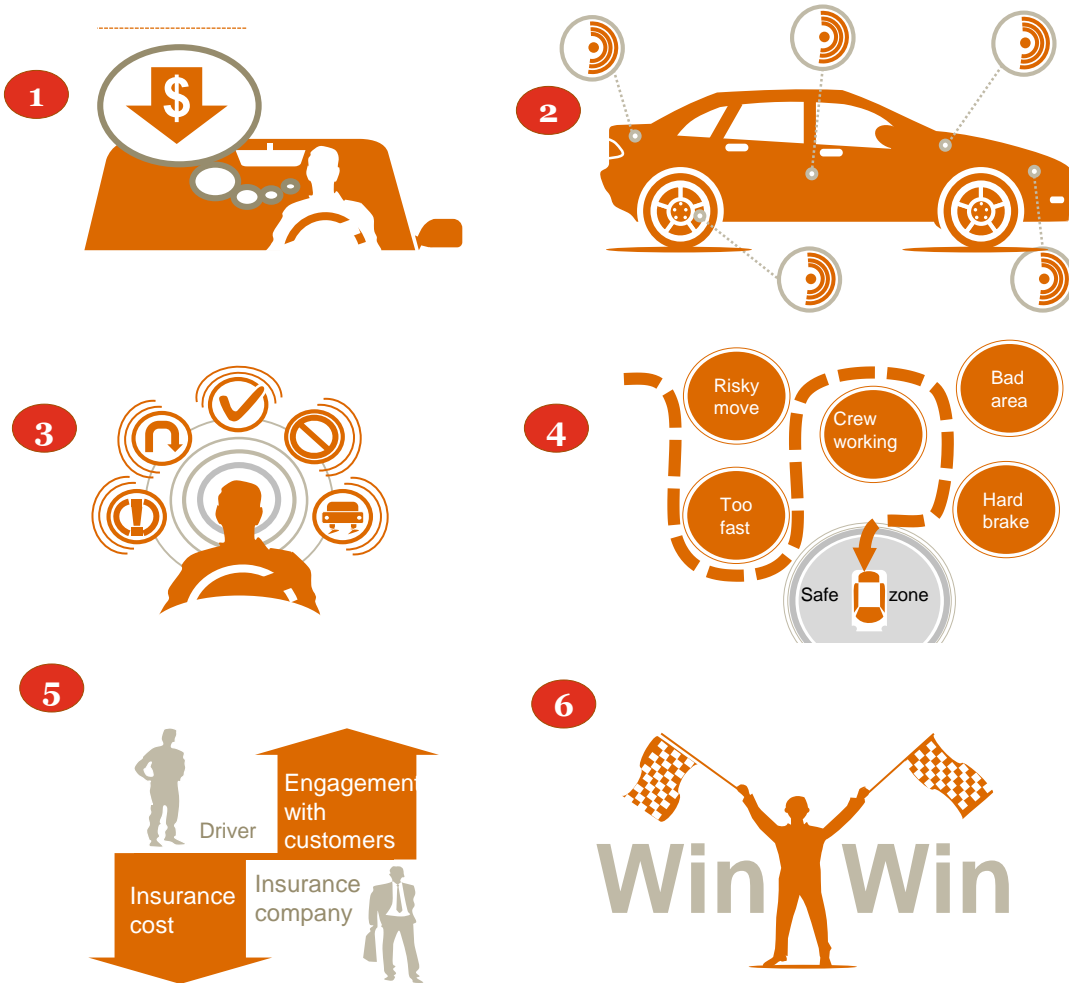 1
$
2
3
4
Risky
move
Bad
area
Crew
working
Too
fast
Hard
brake
Safe zone
5
Driver
Engagement
with
customers
Insurance
cost
Insurance
company
6
Win Win